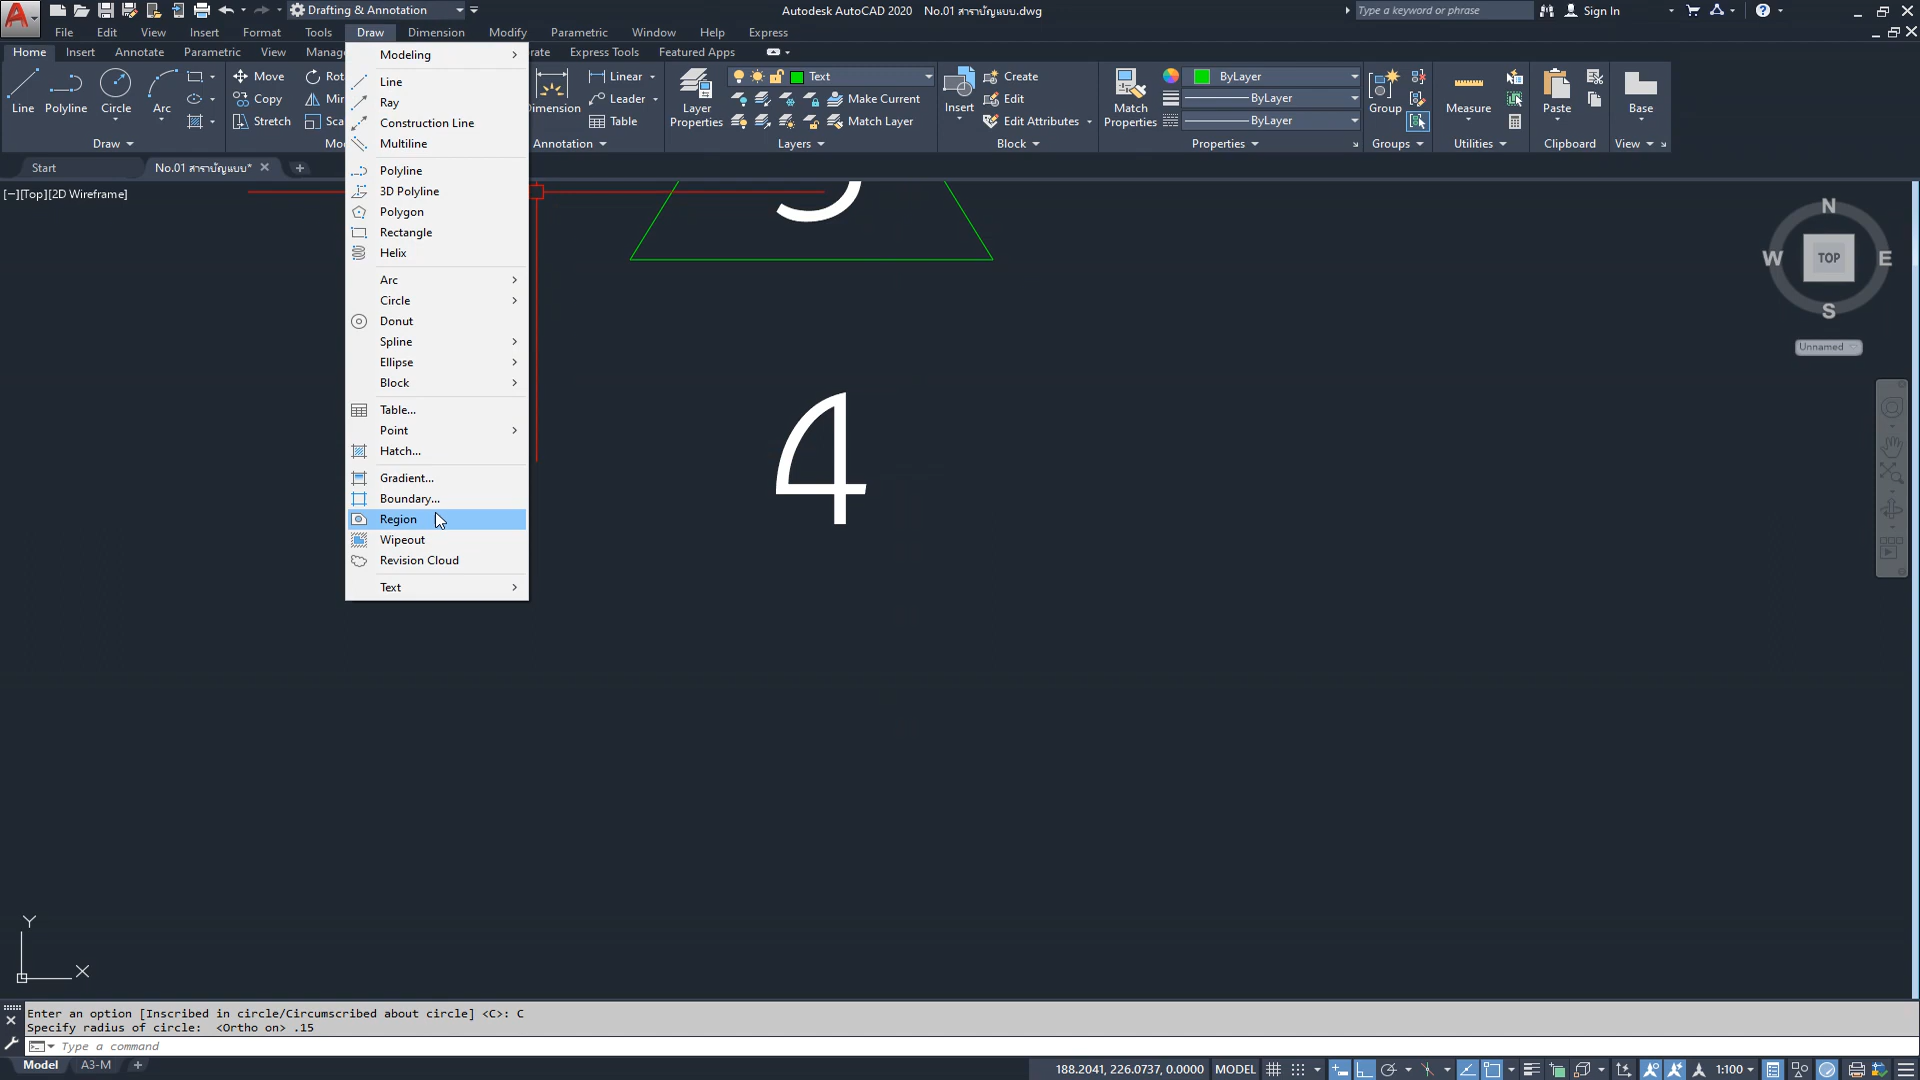 Drafting & Annotation
Autodesk AutoCAD 2020 No.01 สารบัญแบบ.dwg
Type a keyword or phrase
Sign In
File Edit View Insert Format Tools Draw Dimension Modify Parametric Window Help Express
Home Insert Annotate Parametric View Express Tools Featured Apps
Line Polyline Circle Arc
Move
Copy
Stretch
Linear
Leader
Table
Layer Properties
Text
Make Current
Match Layer
Insert
Create
Edit
Edit Attributes
Match Properties
ByLayer
ByLayer
ByLayer
Group
Measure
Paste
Base
Draw
Annotation
Layers
Block
Properties
Groups
Utilities
Clipboard
View
Start
No.01 สารบัญแบบ*
[−][Top][2D Wireframe]
Modeling
Line
Ray
Construction Line
Multiline
Polyline
3D Polyline
Polygon
Rectangle
Helix
Arc
Circle
Donut
Spline
Ellipse
Block
Table...
Point
Hatch...
Gradient...
Boundary...
Region
Wipeout
Revision Cloud
Text
4
N
W TOP E
S
Unnamed
Y
X
Enter an option [Inscribed in circle/Circumscribed about circle] <C>: C
Specify radius of circle: <Ortho on> .15
Type a command
Model A3-M
188.2041, 226.0737, 0.0000 MODEL
1:100